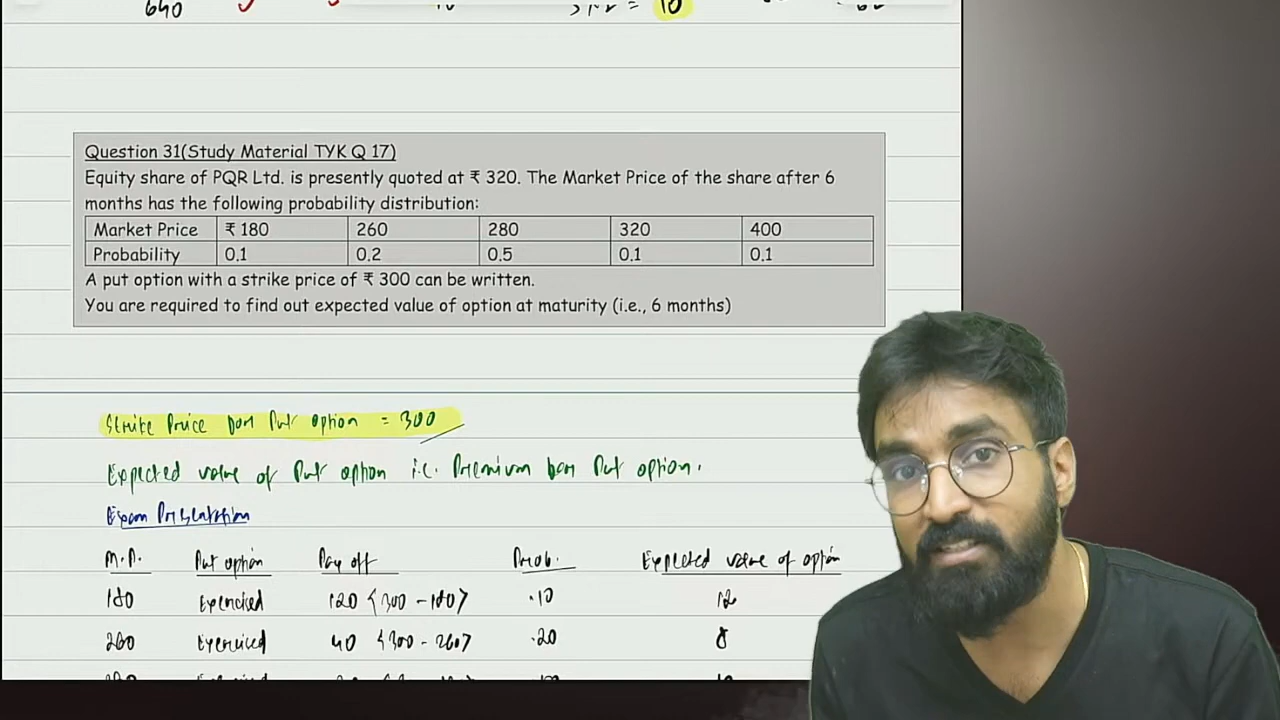 640 SPR = 10
Question 31(Study Material TYK Q 17)
Equity share of PQR Ltd. is presently quoted at ₹ 320. The Market Price of the share after 6
months has the following probability distribution:
Market Price ₹ 180 260 280 320 400
Probability 0.1 0.2 0.5 0.1 0.1
A put option with a strike price of ₹ 300 can be written.
You are required to find out expected value of option at maturity (i.e., 6 months)
Strike Price for Put option = 300
Expected value of Put option i.e. Premium for Put option.
Exam Presentation
M.P. Put option Pay off Prob. Expected value of option
180 Exercised 120 {300 - 180} .10 12
260 Exercised 40 {300 - 260} .20 8